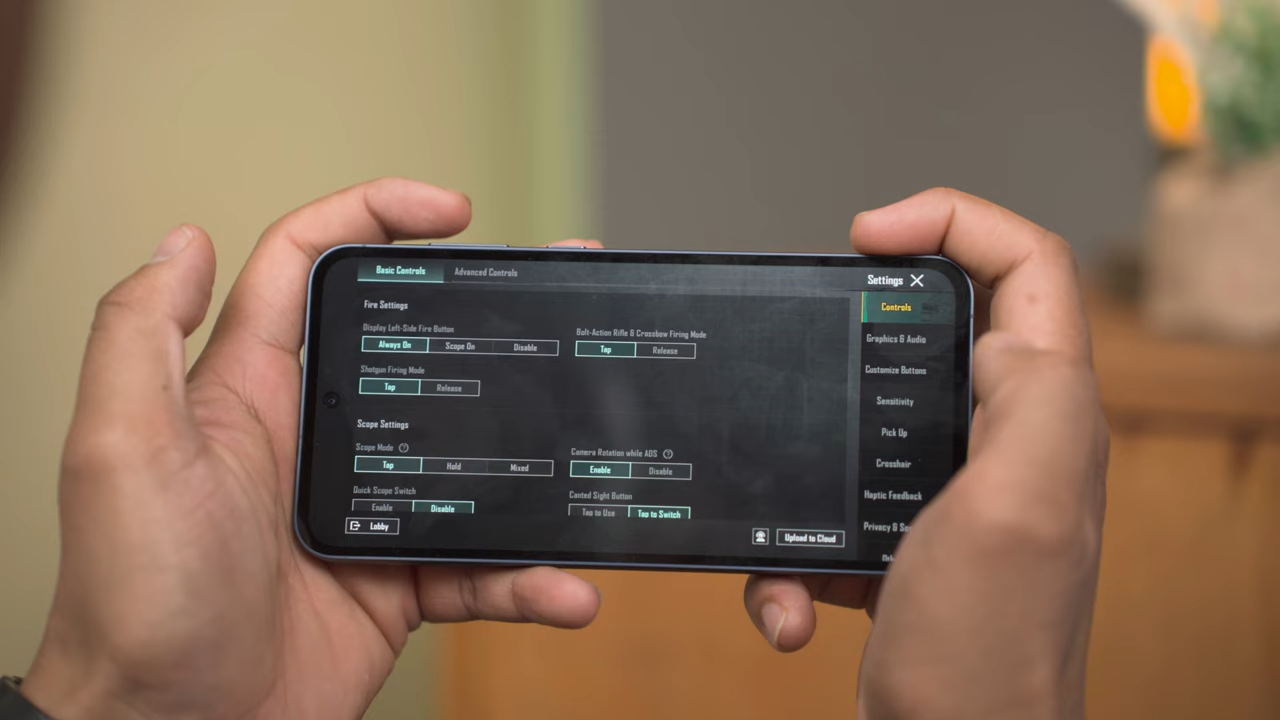 Basic Controls
Advanced Controls
Settings
Fire Settings
Display Left-Side Fire Button
Always On
Scope On
Disable
Bolt-Action Rifle & Crossbow Firing Mode
Tap
Release
Shotgun Firing Mode
Tap
Release
Scope Settings
Scope Mode ?
Tap
Hold
Mixed
Camera Rotation while ADS ?
Enable
Disable
Quick Scope Switch
Enable
Disable
Canted Sight Button
Tap to Use
Tap to Switch
Lobby
Upload to Cloud
Controls
Graphics & Audio
Customize Buttons
Sensitivity
Pick Up
Crosshair
Haptic Feedback
Privacy &